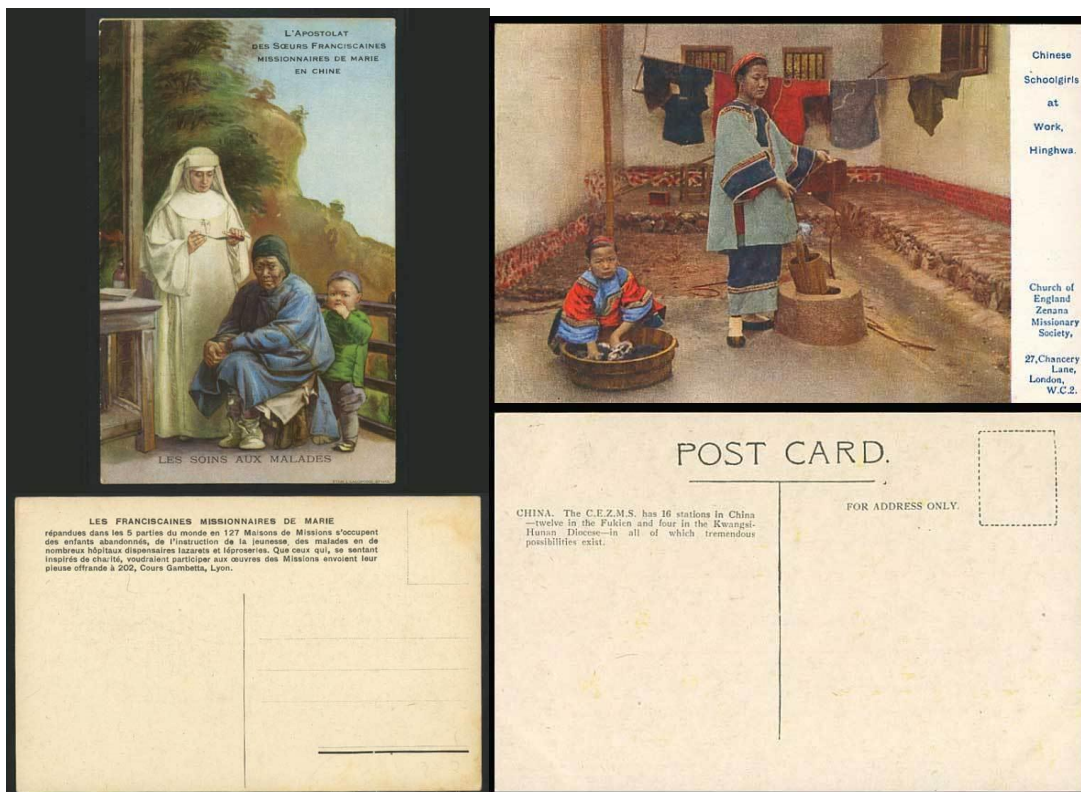 L'APOSTOLAT
DES SŒURS FRANCISCAINES
MISSIONNAIRES DE MARIE
EN CHINE
LES SOINS AUX MALADES
LES FRANCISCAINES MISSIONNAIRES DE MARIE
répandues dans les 5 parties du monde en 127 Maisons de Missions s'occupent
des enfants abandonnés, de l'instruction de la jeunesse, des malades en de
nombreux hôpitaux dispensaires lazarets et léproseries. Que ceux qui, se sentant
inspirés de charité, voudraient participer aux œuvres des Missions envoient leur
pieuse offrande à 202, Cours Gambetta, Lyon.
Chinese
Schoolgirls
at
Work,
Hinghwa.
Church of
England
Zenana
Missionary
Society,
27, Chancery
Lane,
London,
W.C.2.
POST CARD.
CHINA. The C.E.Z.M.S. has 16 stations in China
—twelve in the Fukien and four in the Kwangsi-
Hunan Diocese—in all of which tremendous
possibilities exist.
FOR ADDRESS ONLY.